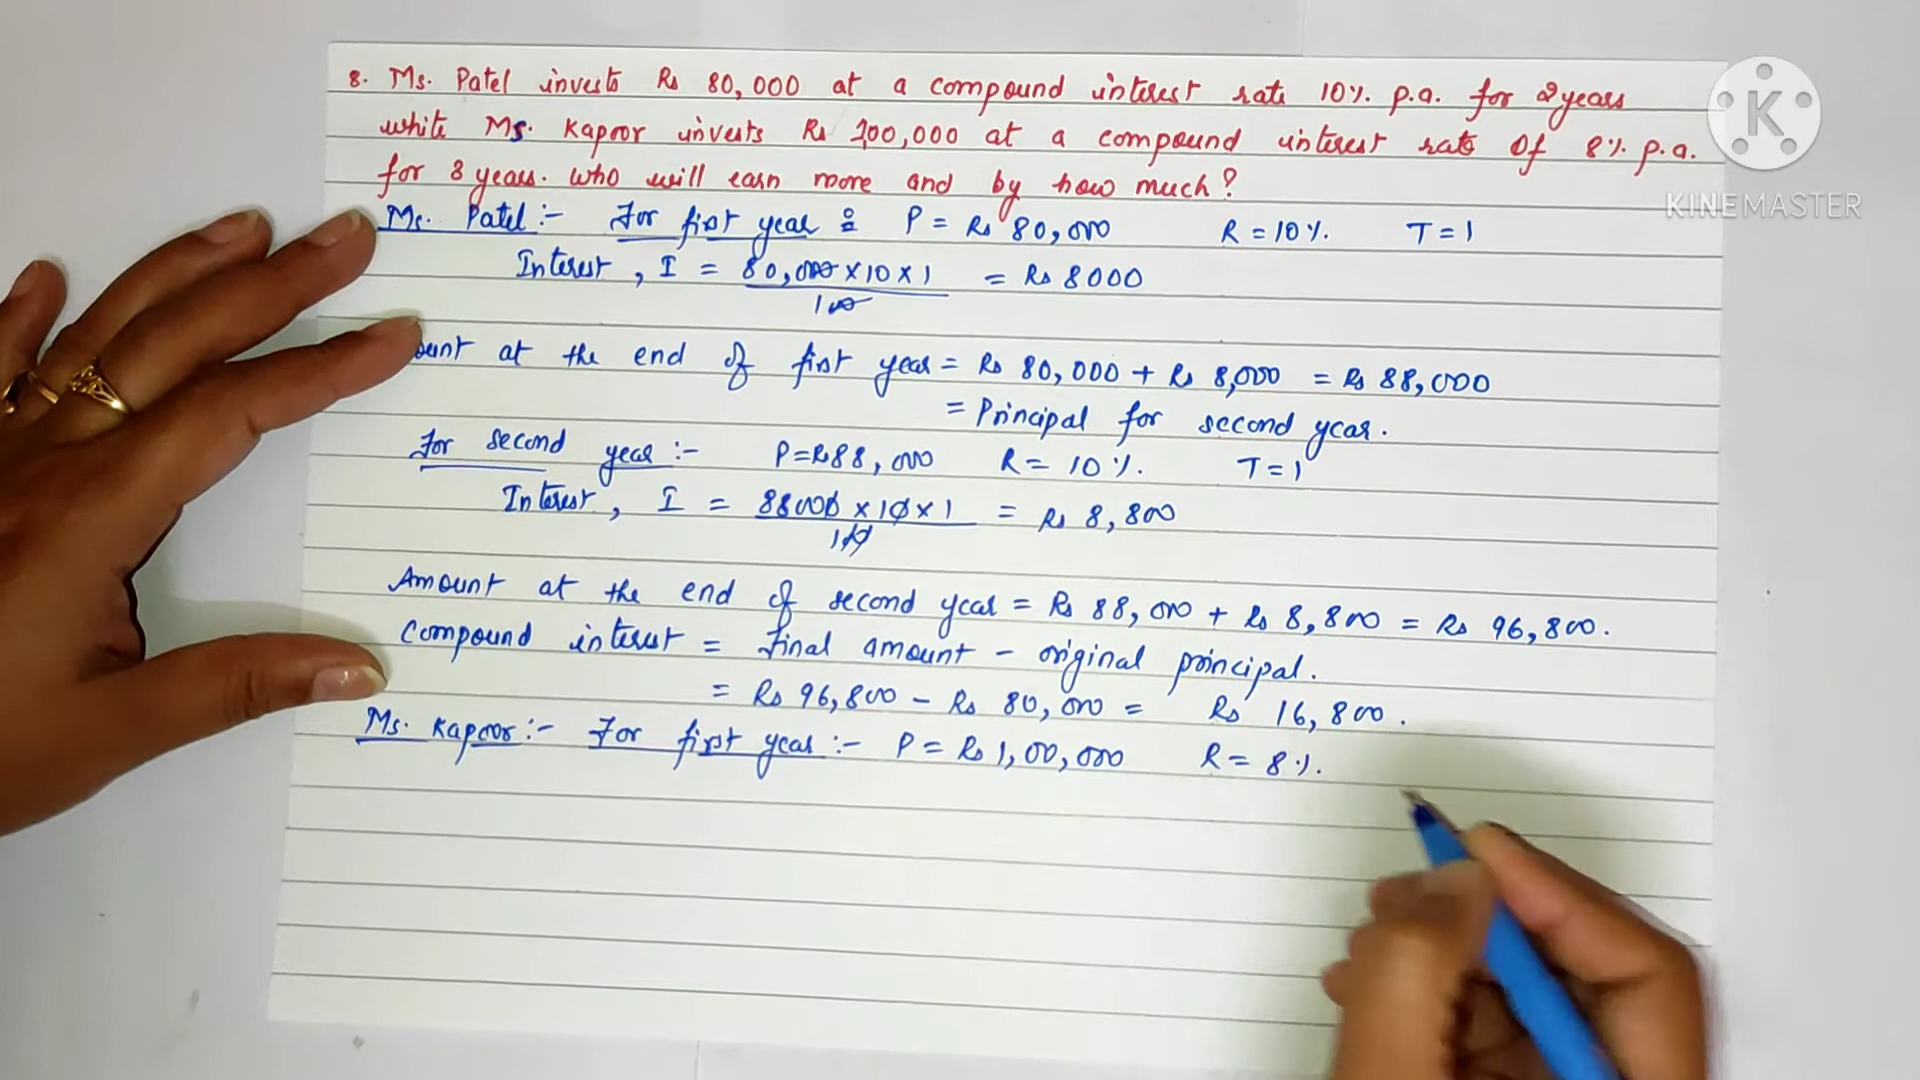 8. Ms. Patel invests Rs 80,000 at a compound interest rate 10%. p.a. for 2 years
while Ms. Kapoor invests Rs 100,000 at a compound interest rate of 8%. p.a.
for 3 years. Who will earn more and by how much?
Ms. Patel :- For first year : P = Rs 80,000 R = 10%. T = 1
Interest, I = 80,000 × 10 × 1 / 100 = Rs 8000
ount at the end of first year = Rs 80,000 + Rs 8,000 = Rs 88,000
= Principal for second year.
For second year :- P = Rs 88,000 R = 10%. T = 1
Interest, I = 88000 × 10 × 1 / 100 = Rs 8,800
Amount at the end of second year = Rs 88,000 + Rs 8,800 = Rs 96,800.
Compound interest = final amount - original principal.
= Rs 96,800 - Rs 80,000 = Rs 16,800.
Ms. Kapoor :- For first year :- P = Rs 1,00,000 R = 8%.
K
KINEMASTER